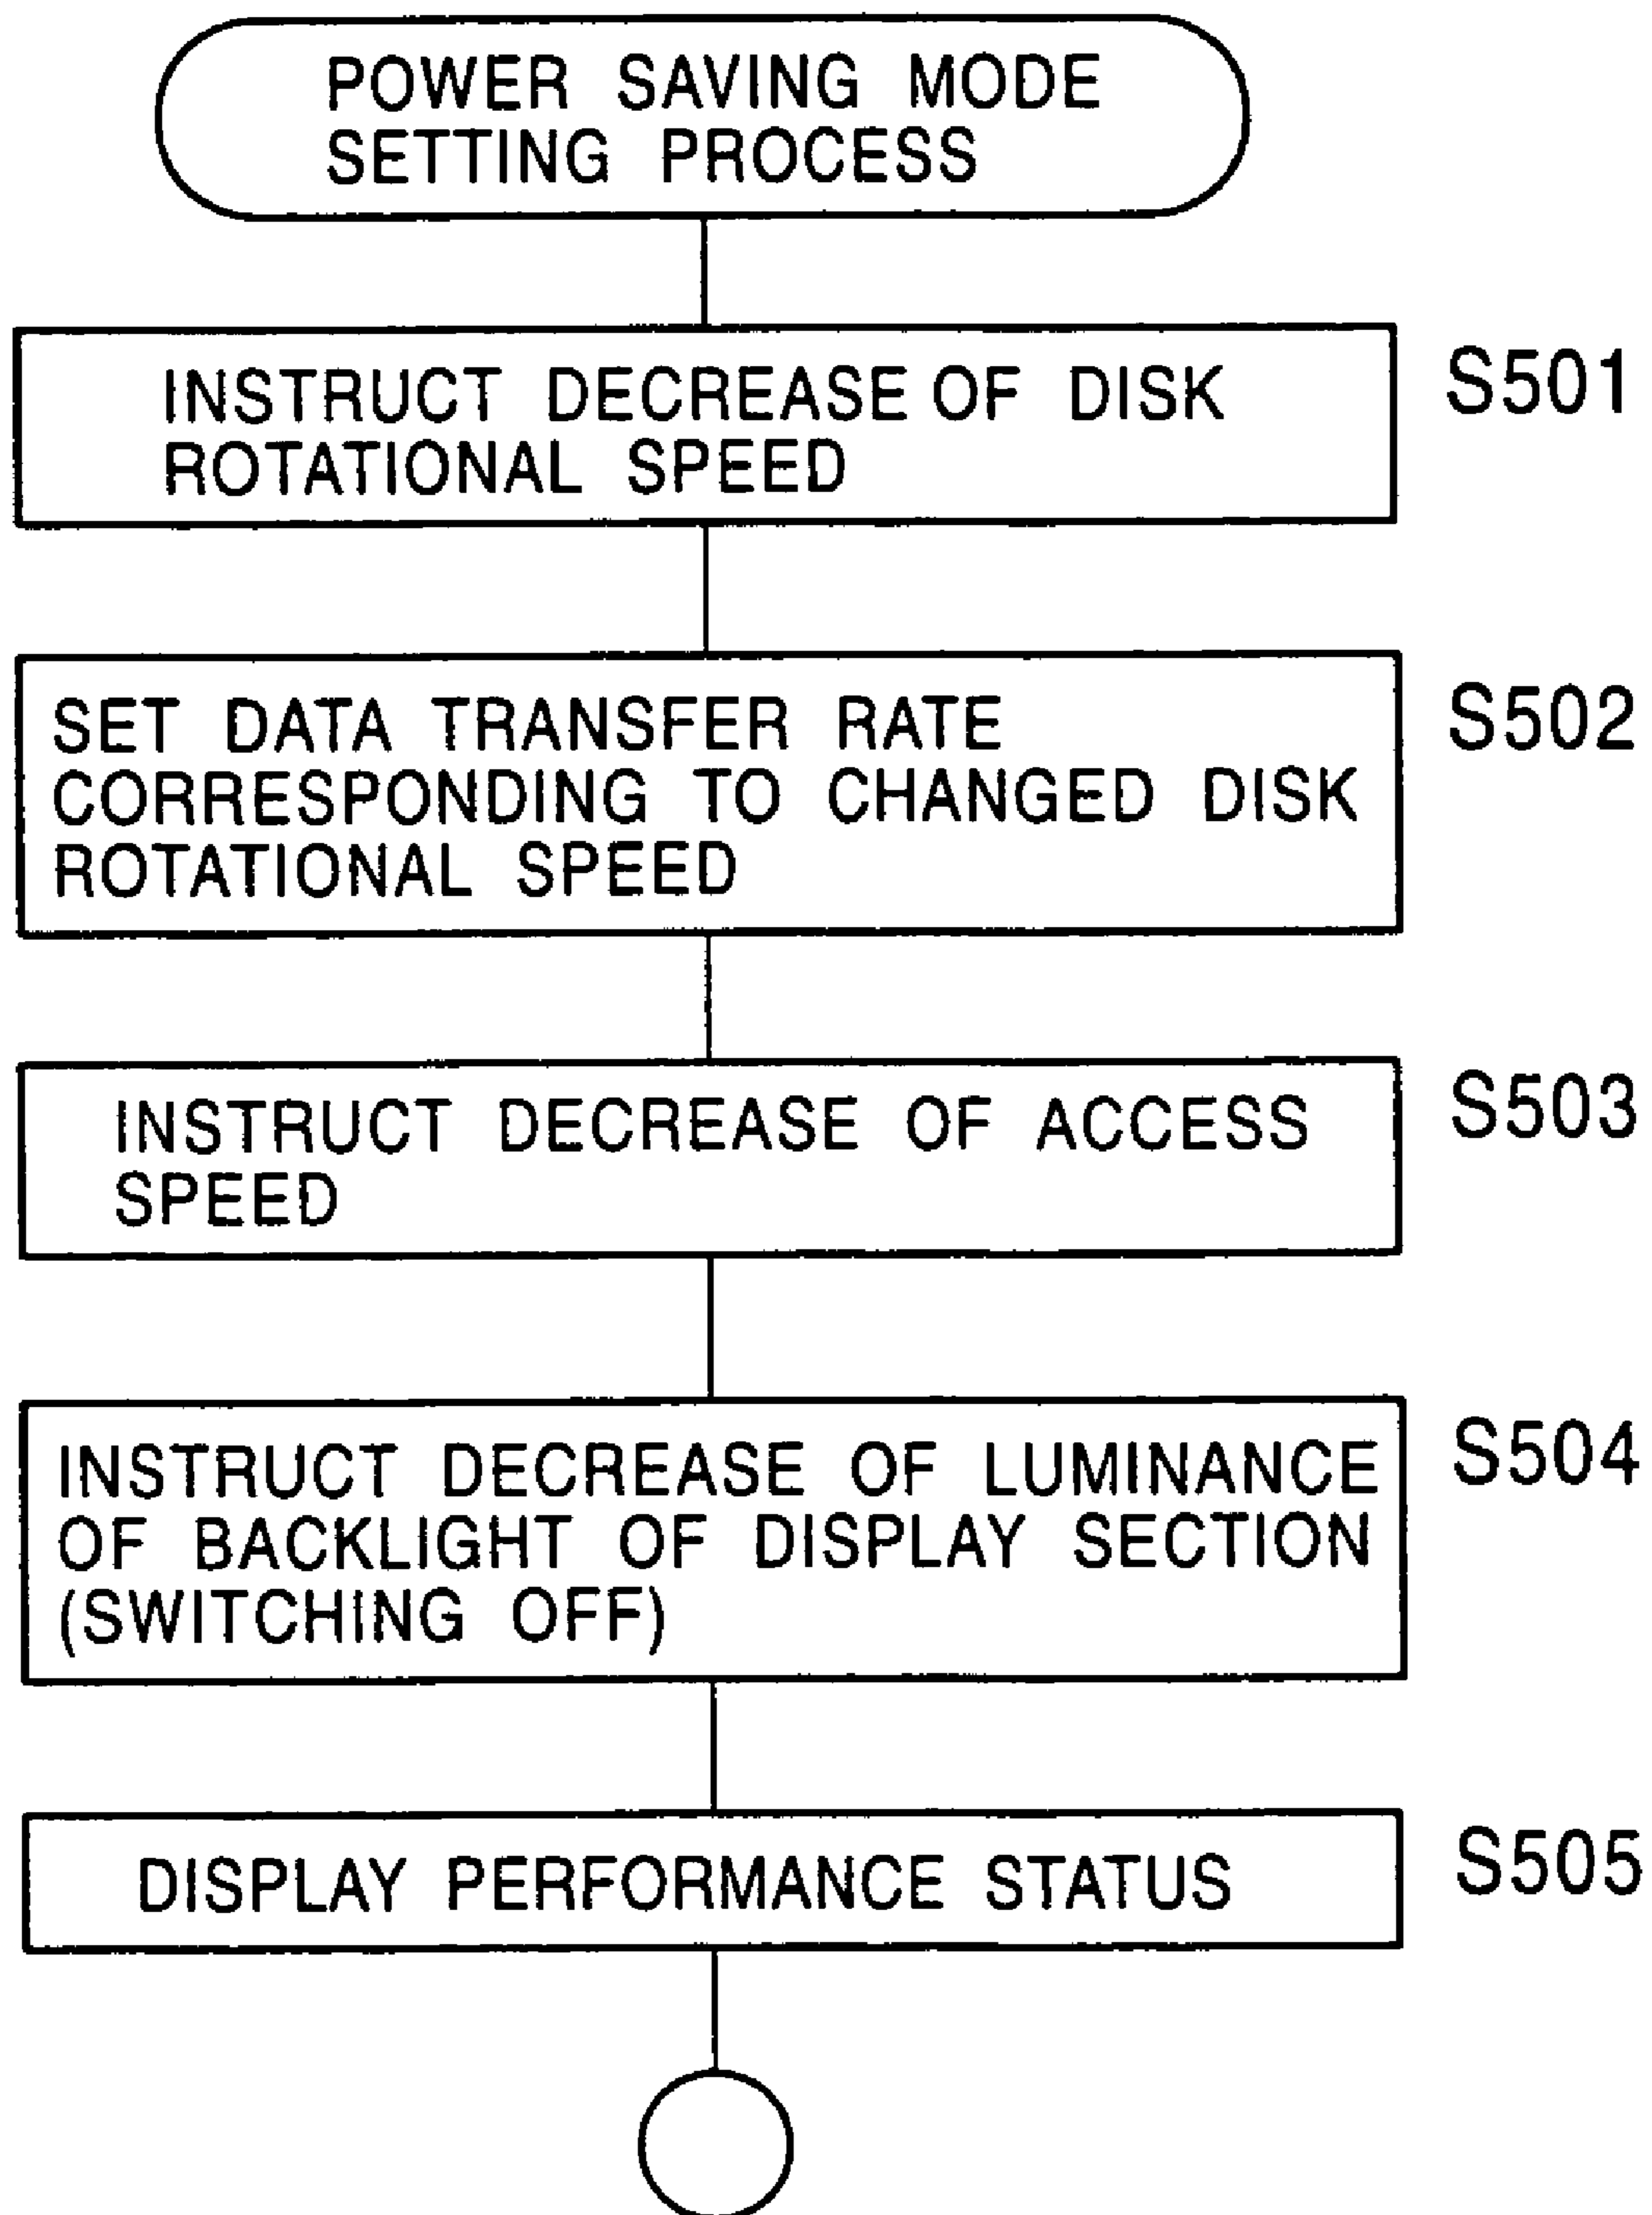 POWER SAVING MODE
SETTING PROCESS
INSTRUCT DECREASE OF DISK
ROTATIONAL SPEED
S501
SET DATA TRANSFER RATE
CORRESPONDING TO CHANGED DISK
ROTATIONAL SPEED
S502
INSTRUCT DECREASE OF ACCESS
SPEED
S503
INSTRUCT DECREASE OF LUMINANCE
OF BACKLIGHT OF DISPLAY SECTION
(SWITCHING OFF)
S504
DISPLAY PERFORMANCE STATUS
S505